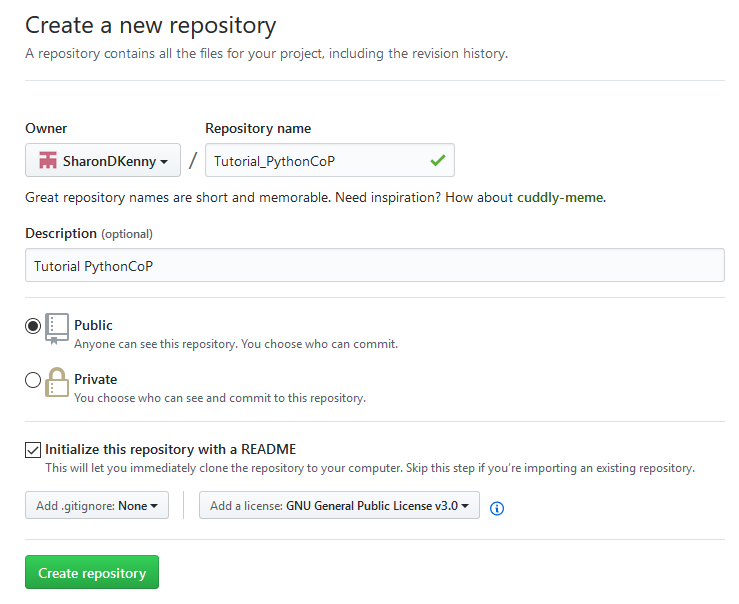 Create a new repository
A repository contains all the files for your project, including the revision history.
Owner
Repository name
SharonDKenny / Tutorial_PythonCoP
Great repository names are short and memorable. Need inspiration? How about cuddly-meme.
Description (optional)
Tutorial PythonCoP
Public
Anyone can see this repository. You choose who can commit.
Private
You choose who can see and commit to this repository.
Initialize this repository with a README
This will let you immediately clone the repository to your computer. Skip this step if you're importing an existing repository.
Add .gitignore: None
Add a license: GNU General Public License v3.0
Create repository